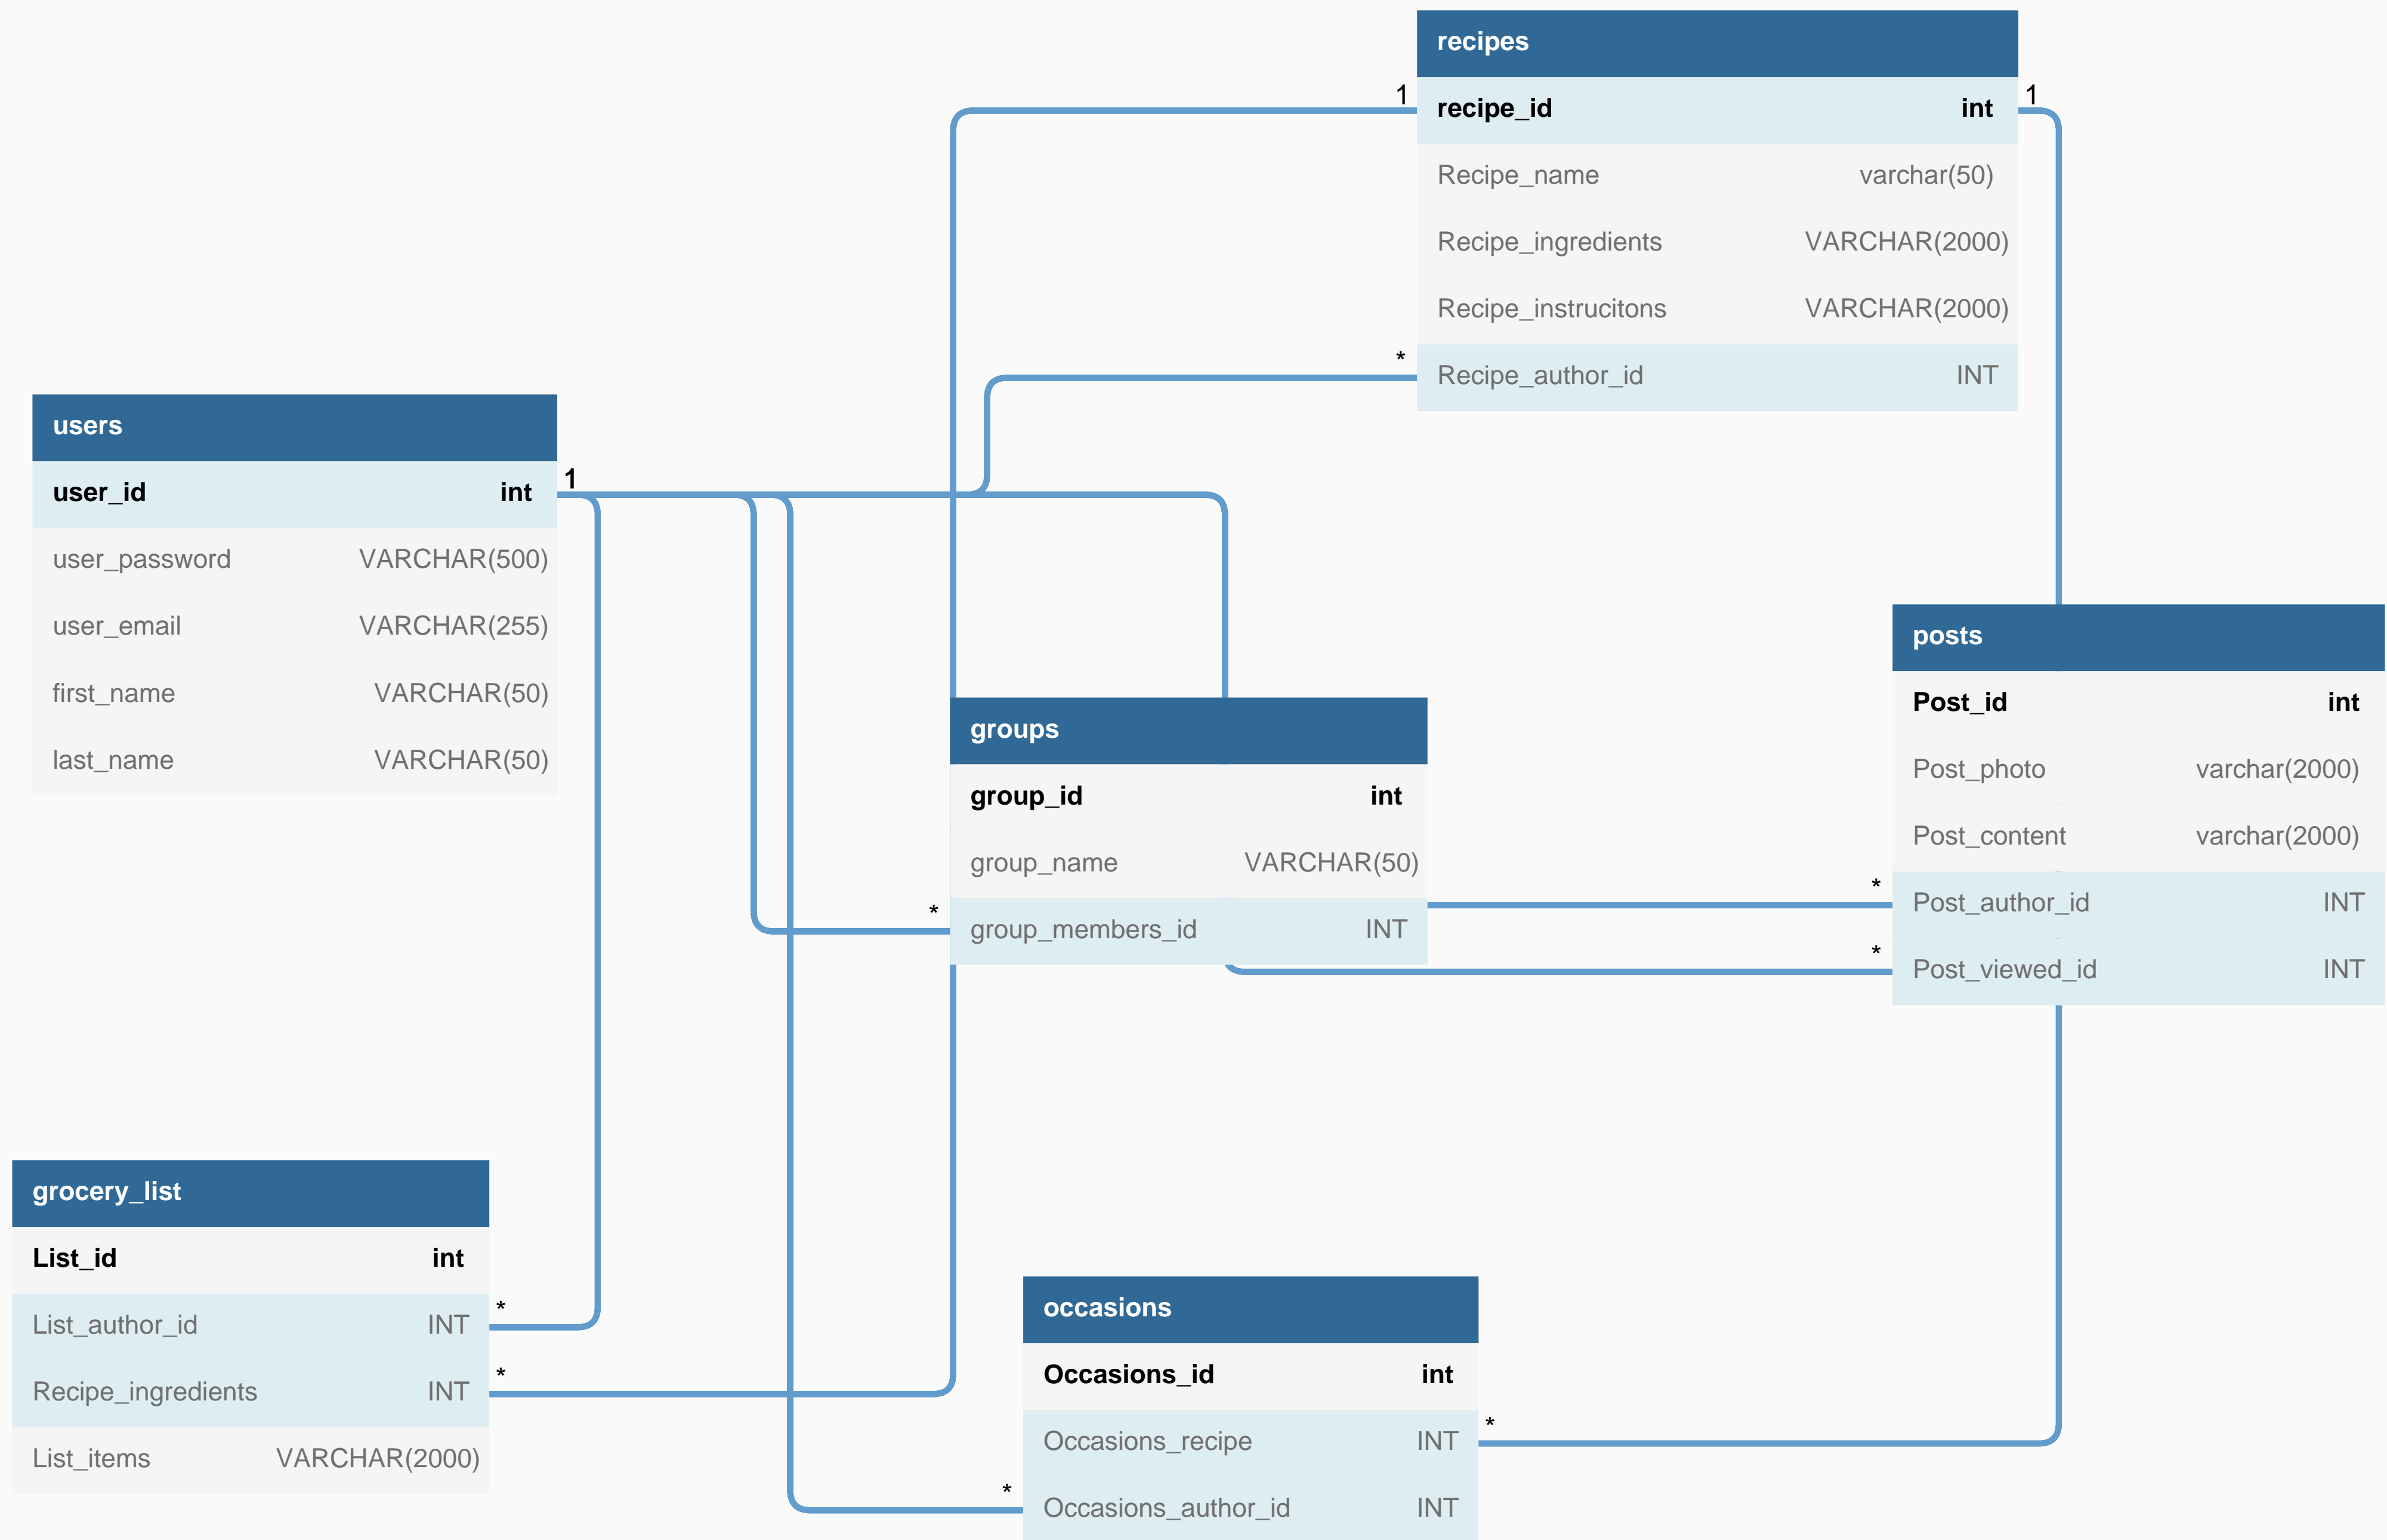 recipes
1 recipe_id int 1
Recipe_name varchar(50)
Recipe_ingredients VARCHAR(2000)
Recipe_instrucitons VARCHAR(2000)
* Recipe_author_id INT
users
user_id int 1
user_password VARCHAR(500)
user_email VARCHAR(255)
first_name VARCHAR(50)
last_name VARCHAR(50)
groups
group_id int
group_name VARCHAR(50)
* group_members_id INT
posts
Post_id int
Post_photo varchar(2000)
Post_content varchar(2000)
* Post_author_id INT
* Post_viewed_id INT
grocery_list
List_id int
List_author_id INT *
Recipe_ingredients INT *
List_items VARCHAR(2000)
occasions
Occasions_id int
Occasions_recipe INT *
* Occasions_author_id INT